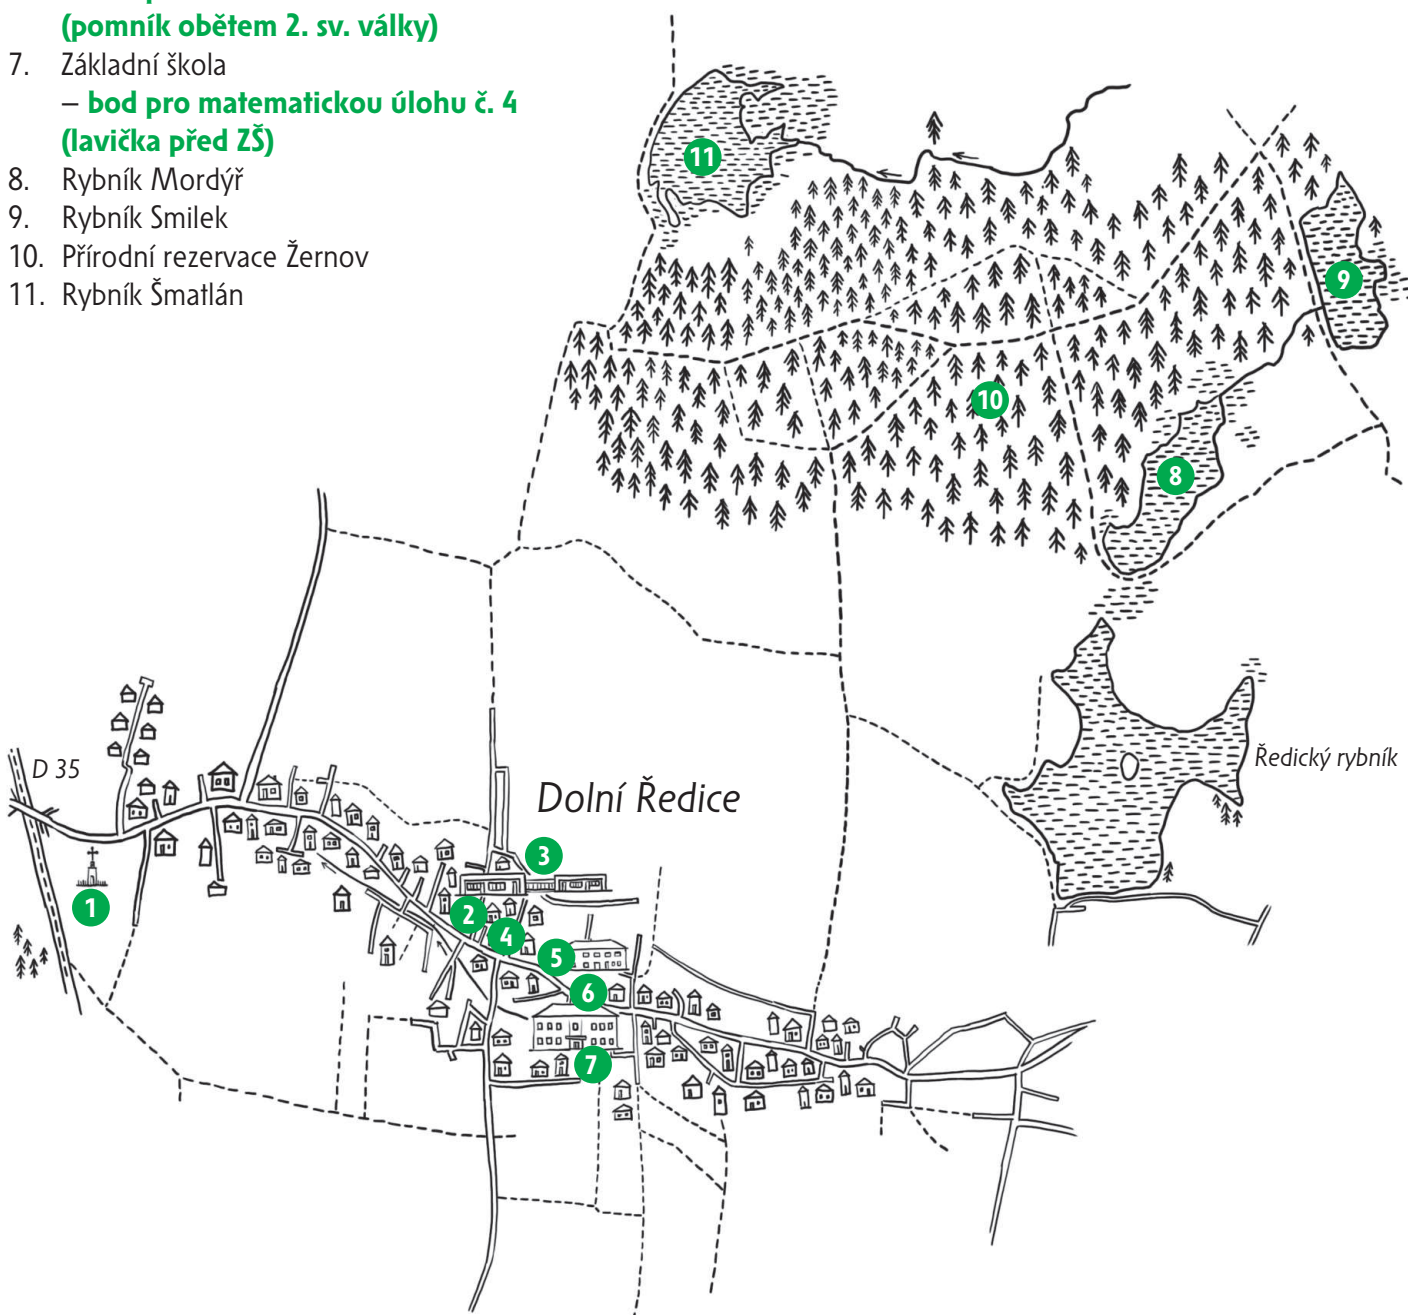 (pomník obětem 2. sv. války)
7. Základní škola
– bod pro matematickou úlohu č. 4
(lavička před ZŠ)
8. Rybník Mordýř
9. Rybník Smilek
10. Přírodní rezervace Žernov
11. Rybník Šmatlán
11
9
10
8
D 35
Ředický rybník
Dolní Ředice
3
1
2
4
5
6
7